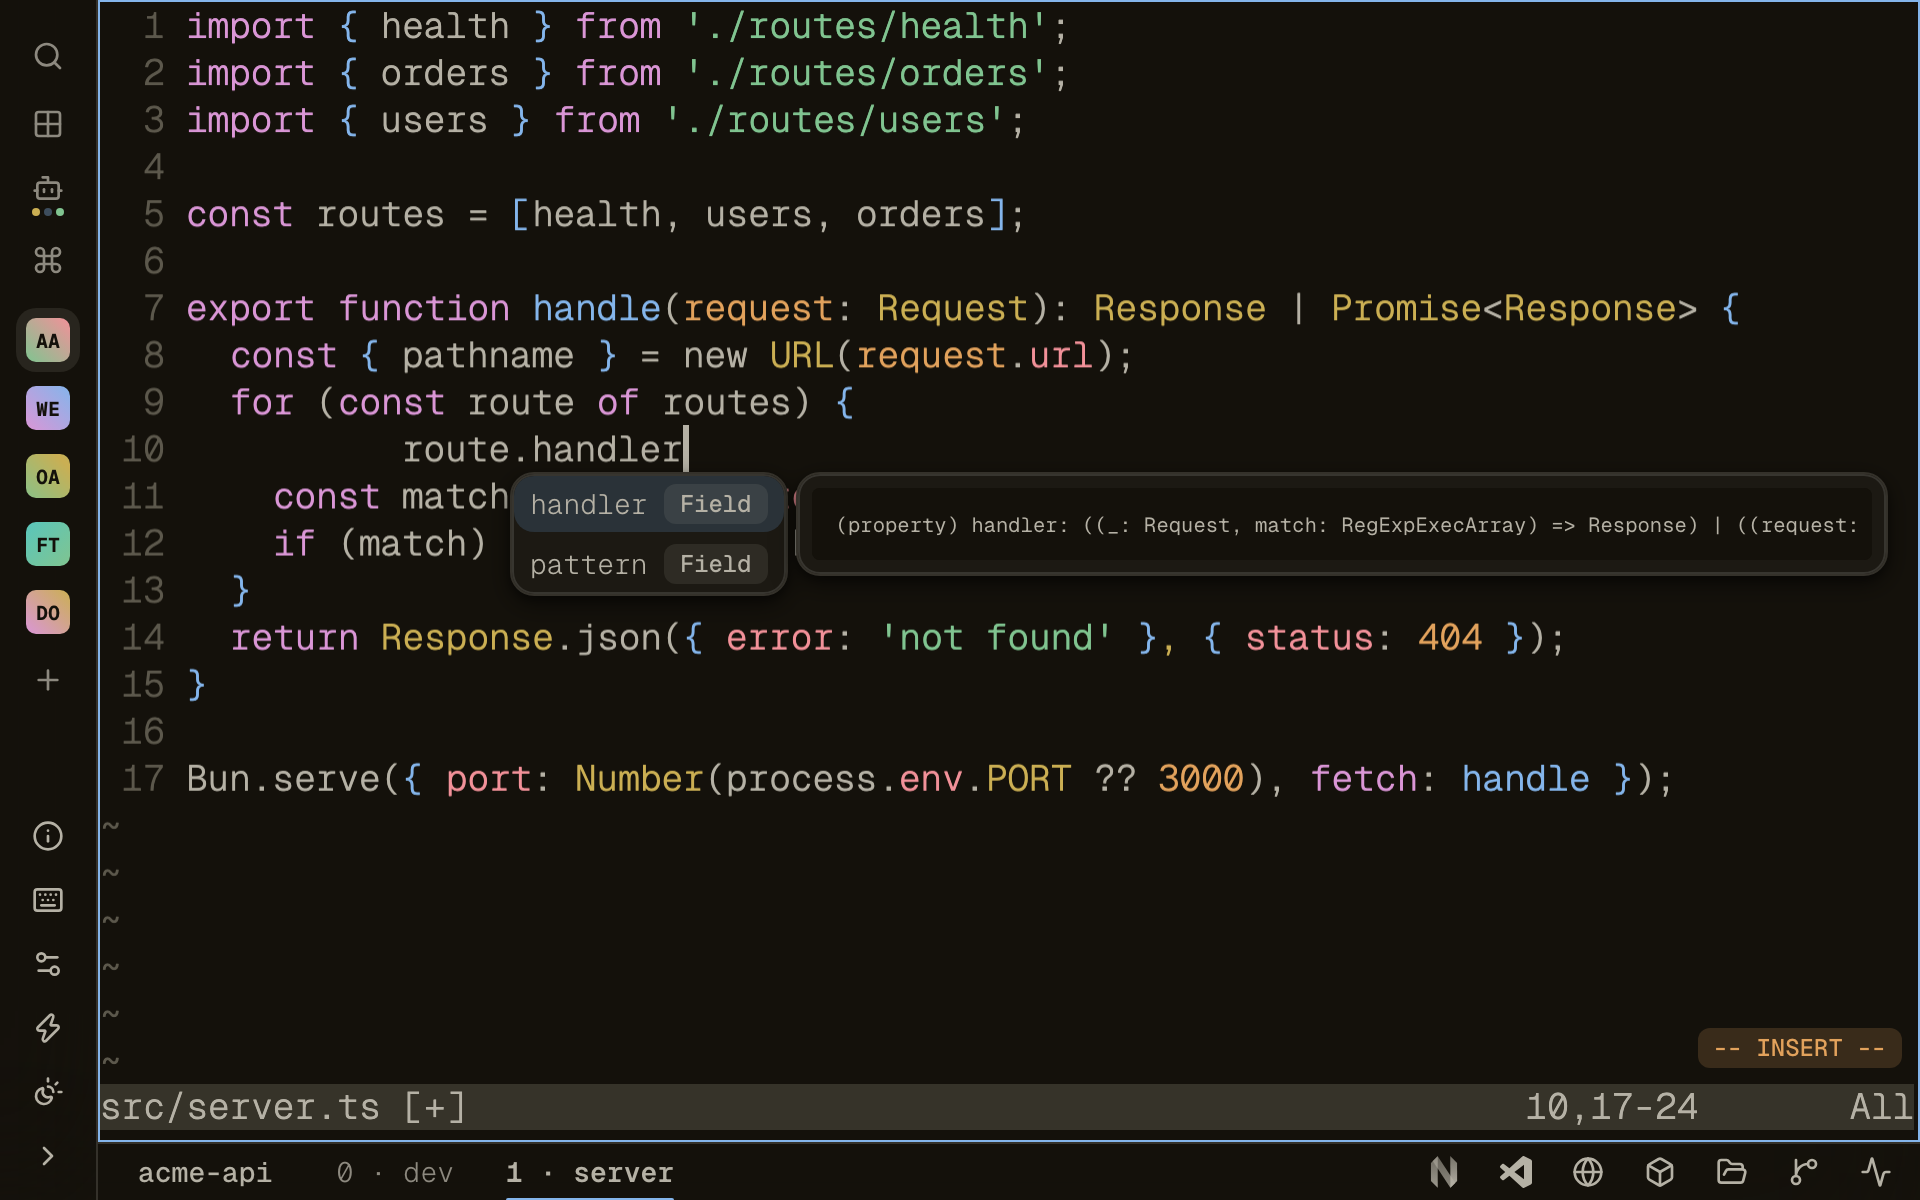 1 import { health } from './routes/health';
2 import { orders } from './routes/orders';
3 import { users } from './routes/users';
4
5 const routes = [health, users, orders];
6
7 export function handle(request: Request): Response | Promise<Response> {
8   const { pathname } = new URL(request.url);
9   for (const route of routes) {
10           route.handler
11     const match
12     if (match)
13   }
14   return Response.json({ error: 'not found' }, { status: 404 });
15 }
16
17 Bun.serve({ port: Number(process.env.PORT ?? 3000), fetch: handle });
~
~
~
~
~
~
handler Field
pattern Field
(property) handler: ((_: Request, match: RegExpExecArray) => Response) | ((request:
AA
WE
OA
FT
DO
-- INSERT --
src/server.ts [+] 10,17-24 All
acme-api 0 · dev 1 · server